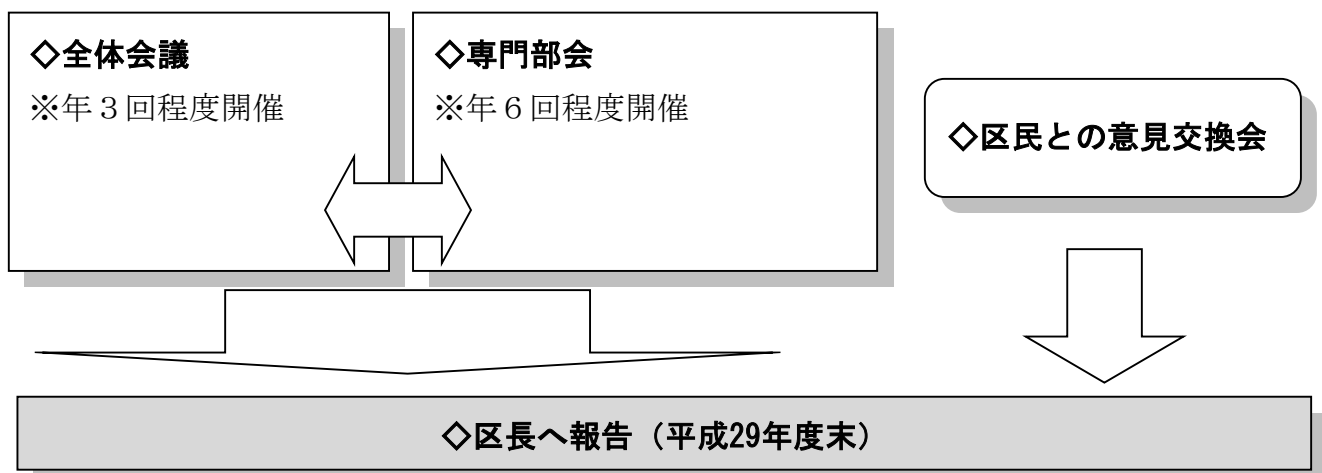 ◇全体会議
※年３回程度開催
◇専門部会
※年６回程度開催
◇区民との意見交換会
◇区長へ報告（平成29年度末）